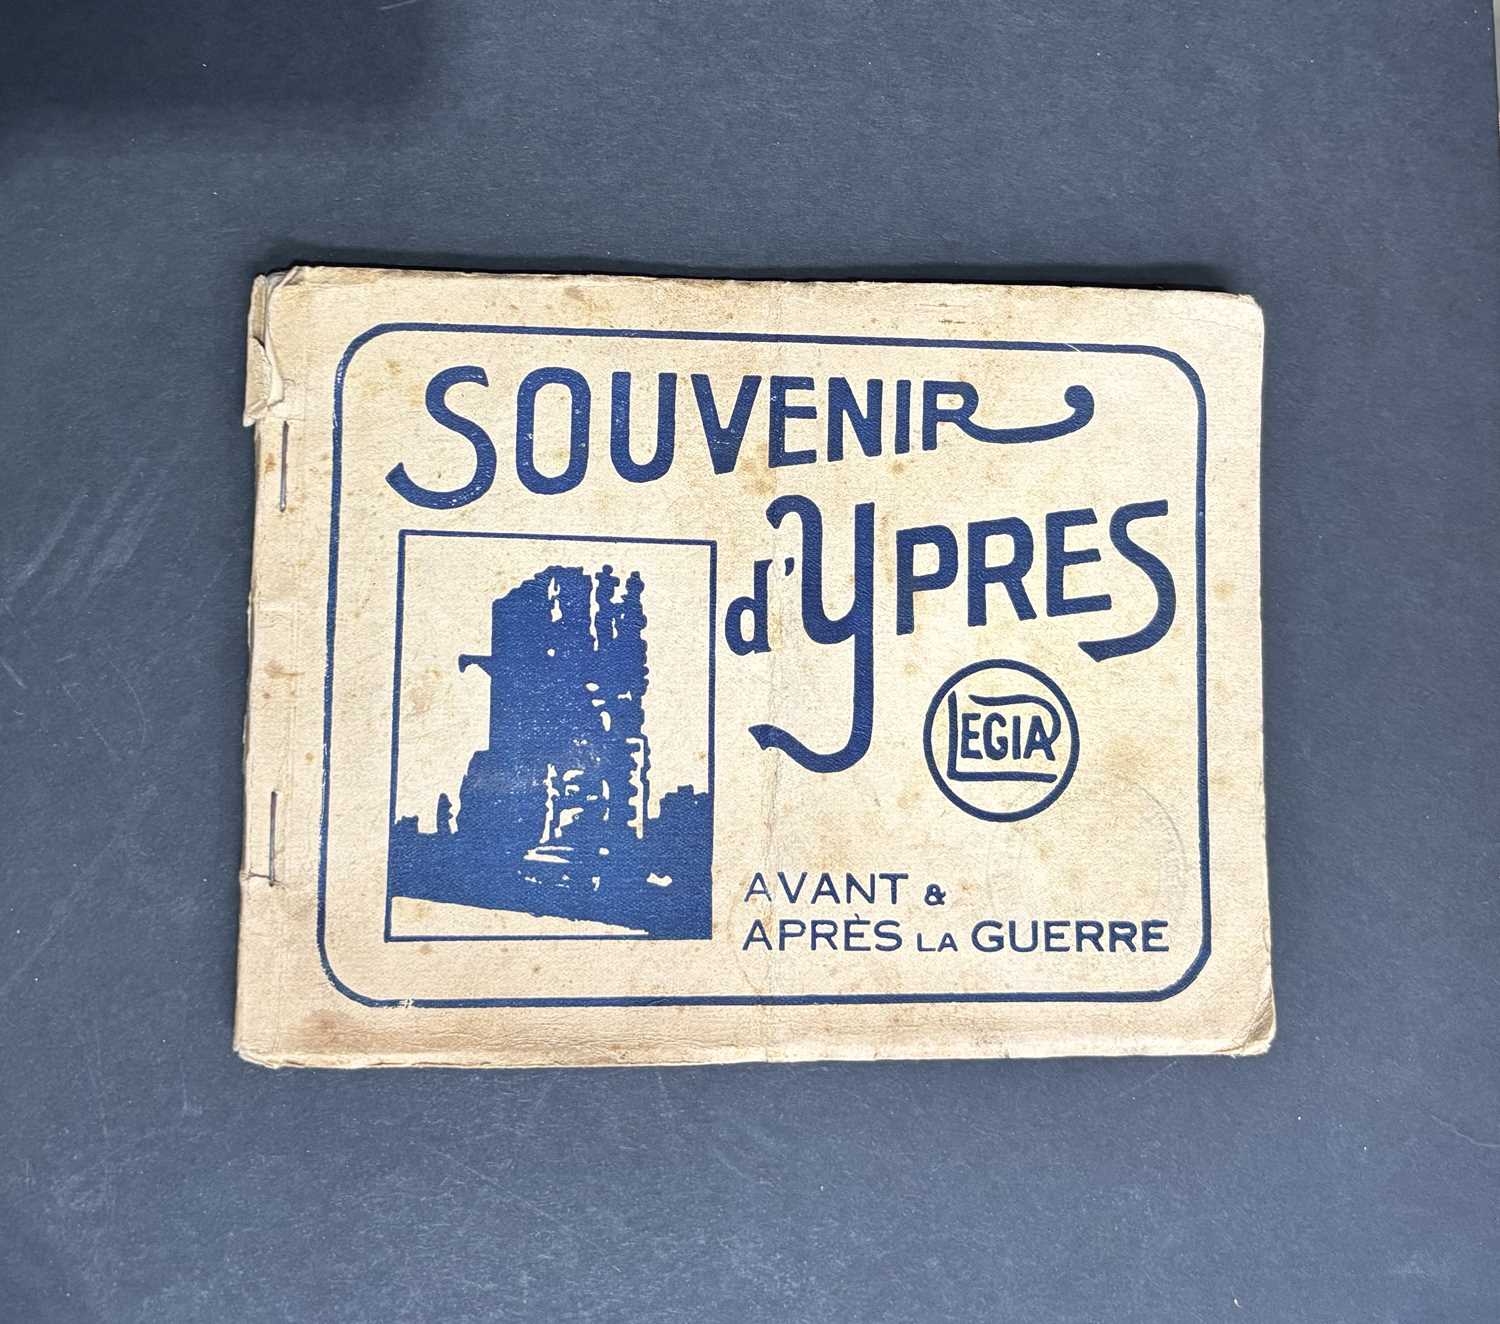 SOUVENIR
d'YPRES
LEGIA
AVANT &
APRÈS LA GUERRE